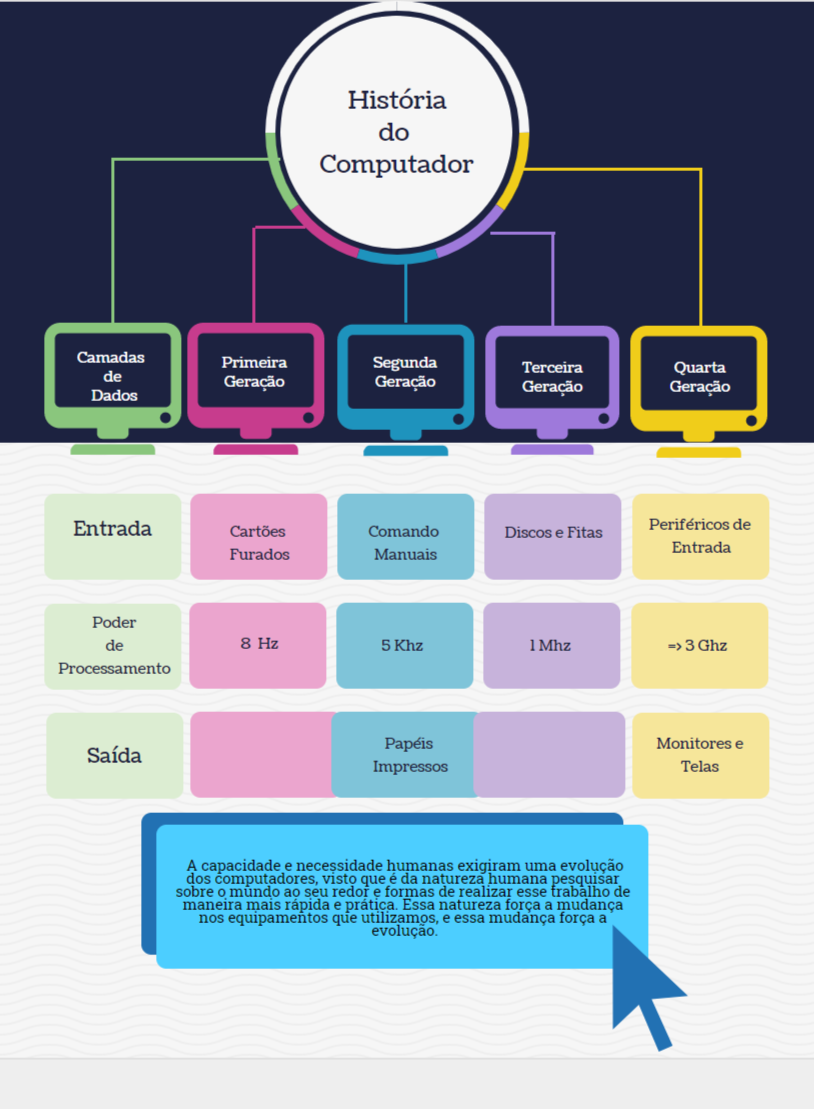 História
do
Computador
Camadas
de
Dados
Primeira
Geração
Segunda
Geração
Terceira
Geração
Quarta
Geração
Entrada
Cartões
Furados
Comando
Manuais
Discos e Fitas
Periféricos de
Entrada
Poder
de
Processamento
8 Hz
5 Khz
1 Mhz
=> 3 Ghz
Saída
Papéis
Impressos
Monitores e
Telas
A capacidade e necessidade humanas exigiram uma evolução
dos computadores, visto que é da natureza humana pesquisar
sobre o mundo ao seu redor e formas de realizar esse trabalho de
maneira mais rápida e prática. Essa natureza força a mudança
nos equipamentos que utilizamos, e essa mudança força a
evolução.